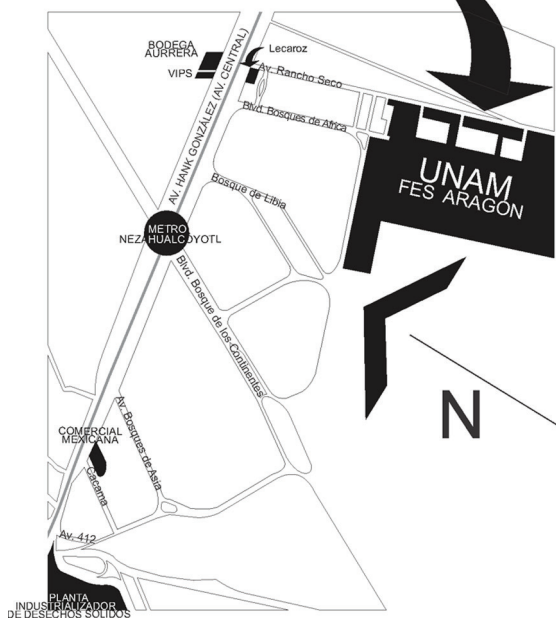 BODEGA
AURRERA
VIPS
Lecaroz
Av. Rancho Seco
AV. HANK GONZÁLEZ (AV. CENTRAL)
Blvd. Bosques de Africa
UNAM
FES ARAGÓN
Bosque de Libia
METRO
NEZAHUALCÓYOTL
Blvd. Bosque de los Continentes
N
Av. Bosques de Asia
COMERCIAL
MEXICANA
Cacama
Av. 412
PLANTA
INDUSTRIALIZADOR
DE DESECHOS SÓLIDOS